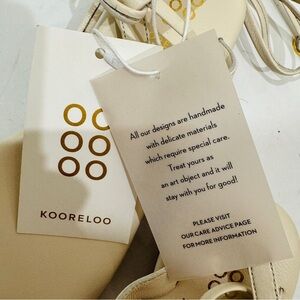 KOORELOO
All our designs are handmade
with delicate materials
which require special care.
Treat yours as
an art object and it will
stay with you for good!
PLEASE VISIT
OUR CARE ADVICE PAGE
FOR MORE INFORMATION